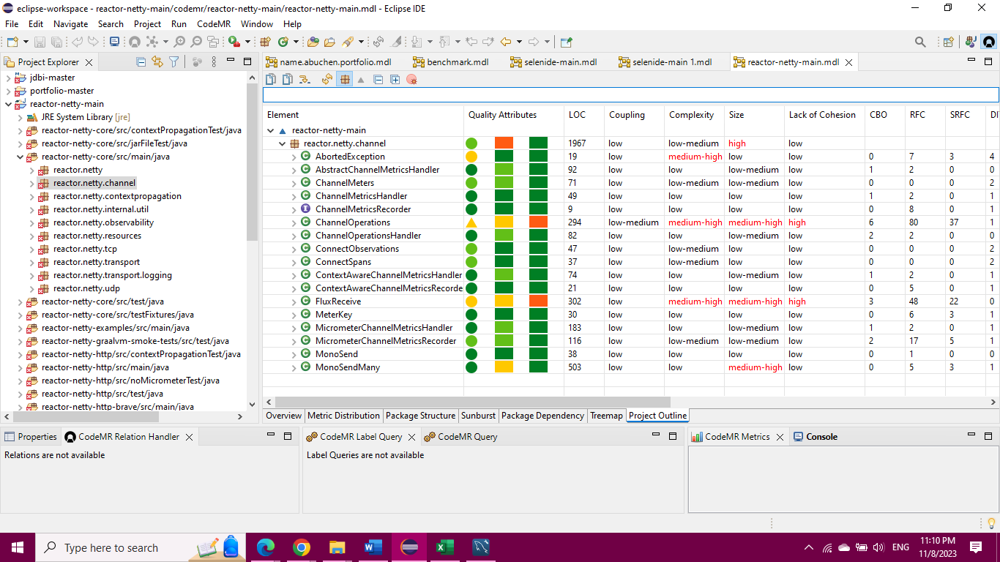 eclipse-workspace - reactor-netty-main/codemr/reactor-netty-main/reactor-netty-main.mdl - Eclipse IDE
File Edit Navigate Search Project Run CodeMR Window Help
Project Explorer
name.abuchen.portfolio.mdl benchmark.mdl selenide-main.mdl selenide-main 1.mdl reactor-netty-main.mdl
jdbi-master
portfolio-master
reactor-netty-main
JRE System Library [jre]
reactor-netty-core/src/contextPropagationTest/java
reactor-netty-core/src/jarFileTest/java
reactor-netty-core/src/main/java
reactor.netty
reactor.netty.channel
reactor.netty.contextpropagation
reactor.netty.internal.util
reactor.netty.observability
reactor.netty.resources
reactor.netty.tcp
reactor.netty.transport
reactor.netty.transport.logging
reactor.netty.udp
reactor-netty-core/src/test/java
reactor-netty-core/src/testFixtures/java
reactor-netty-examples/src/main/java
reactor-netty-graalvm-smoke-tests/src/test/java
reactor-netty-http/src/contextPropagationTest/java
reactor-netty-http/src/main/java
reactor-netty-http/src/noMicrometerTest/java
reactor-netty-http/src/test/java
reactor-netty-http-brave/src/main/java
Element Quality Attributes LOC Coupling Complexity Size Lack of Cohesion CBO RFC SRFC DI
reactor-netty-main
reactor.netty.channel 1967 low low-medium high low
AbortedException 19 low medium-high low low 0 7 3 4
AbstractChannelMetricsHandler 92 low low low-medium low 1 2 0 0
ChannelMeters 71 low low-medium low-medium low 0 0 0 2
ChannelMetricsHandler 49 low low low low 1 2 0 1
ChannelMetricsRecorder 9 low low low low 0 8 0 1
ChannelOperations 294 low-medium medium-high medium-high high 6 80 37 1
ChannelOperationsHandler 82 low low low-medium low 2 2 0 0
ConnectObservations 47 low low-medium low low 0 0 0 2
ConnectSpans 37 low low-medium low low 0 0 0 2
ContextAwareChannelMetricsHandler 74 low low low-medium low 1 2 0 1
ContextAwareChannelMetricsRecorde 21 low low low low 0 5 0 1
FluxReceive 302 low medium-high medium-high high 3 48 22 0
MeterKey 30 low low low low 0 6 3 1
MicrometerChannelMetricsHandler 183 low low low-medium low 1 2 0 1
MicrometerChannelMetricsRecorder 116 low low-medium low-medium low 2 17 5 1
MonoSend 38 low low low low 0 1 0 0
MonoSendMany 503 low low medium-high low 0 5 3 1
Overview Metric Distribution Package Structure Sunburst Package Dependency Treemap Project Outline
Properties CodeMR Relation Handler
Relations are not available
CodeMR Label Query CodeMR Query
Label Queries are not available
CodeMR Metrics Console
Type here to search
ENG
11:10 PM
11/8/2023